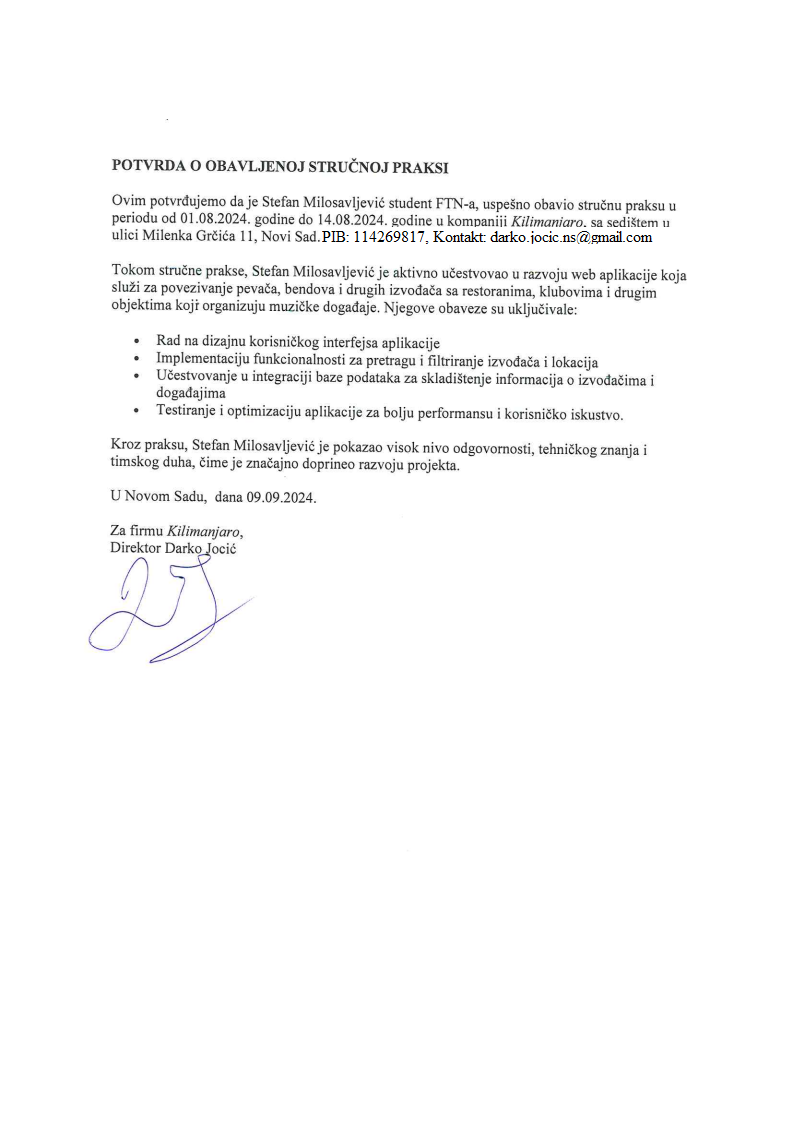 POTVRDA O OBAVLJENOJ STRUČNOJ PRAKSI
Ovim potvrđujemo da je Stefan Milosavljević student FTN-a, uspešno obavio stručnu praksu u
periodu od 01.08.2024. godine do 14.08.2024. godine u kompaniji Kilimanjaro, sa sedištem u
ulici Milenka Grčića 11, Novi Sad.PIB: 114269817, Kontakt: darko.jocic.ns@gmail.com
Tokom stručne prakse, Stefan Milosavljević je aktivno učestvovao u razvoju web aplikacije koja
služi za povezivanje pevača, bendova i drugih izvođača sa restoranima, klubovima i drugim
objektima koji organizuju muzičke događaje. Njegove obaveze su uključivale:
• Rad na dizajnu korisničkog interfejsa aplikacije
• Implementaciju funkcionalnosti za pretragu i filtriranje izvođača i lokacija
• Učestvovanje u integraciji baze podataka za skladištenje informacija o izvođačima i
događajima
• Testiranje i optimizaciju aplikacije za bolju performansu i korisničko iskustvo.
Kroz praksu, Stefan Milosavljević je pokazao visok nivo odgovornosti, tehničkog znanja i
timskog duha, čime je značajno doprineo razvoju projekta.
U Novom Sadu, dana 09.09.2024.
Za firmu Kilimanjaro,
Direktor Darko Jocić